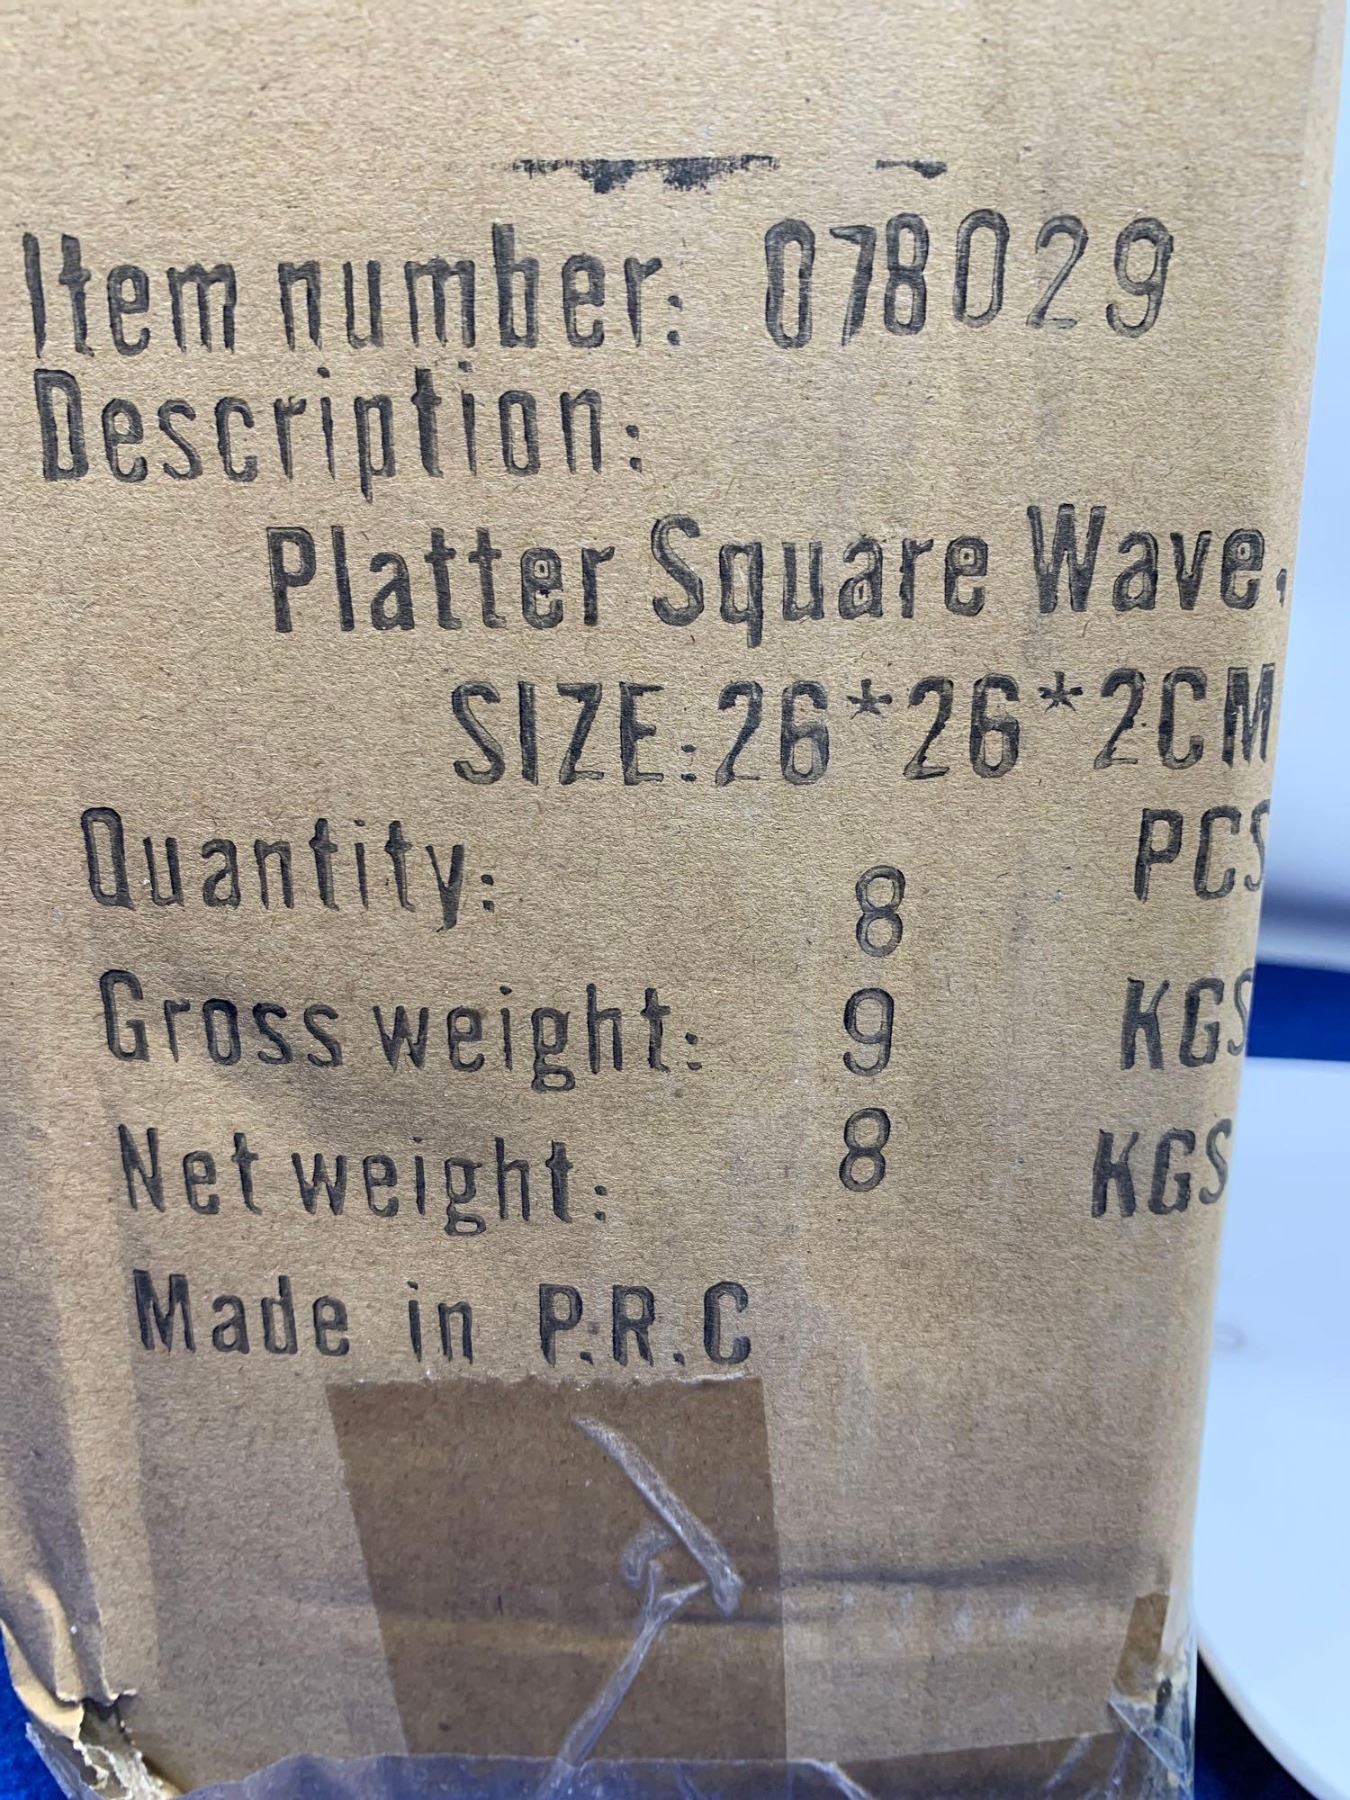 Item number: 078029
Description:
Platter Square Wave,
SIZE:26*26*2CM
Quantity: 8 PCS
Gross weight: 9 KGS
Net weight: 8 KGS
Made in P.R.C